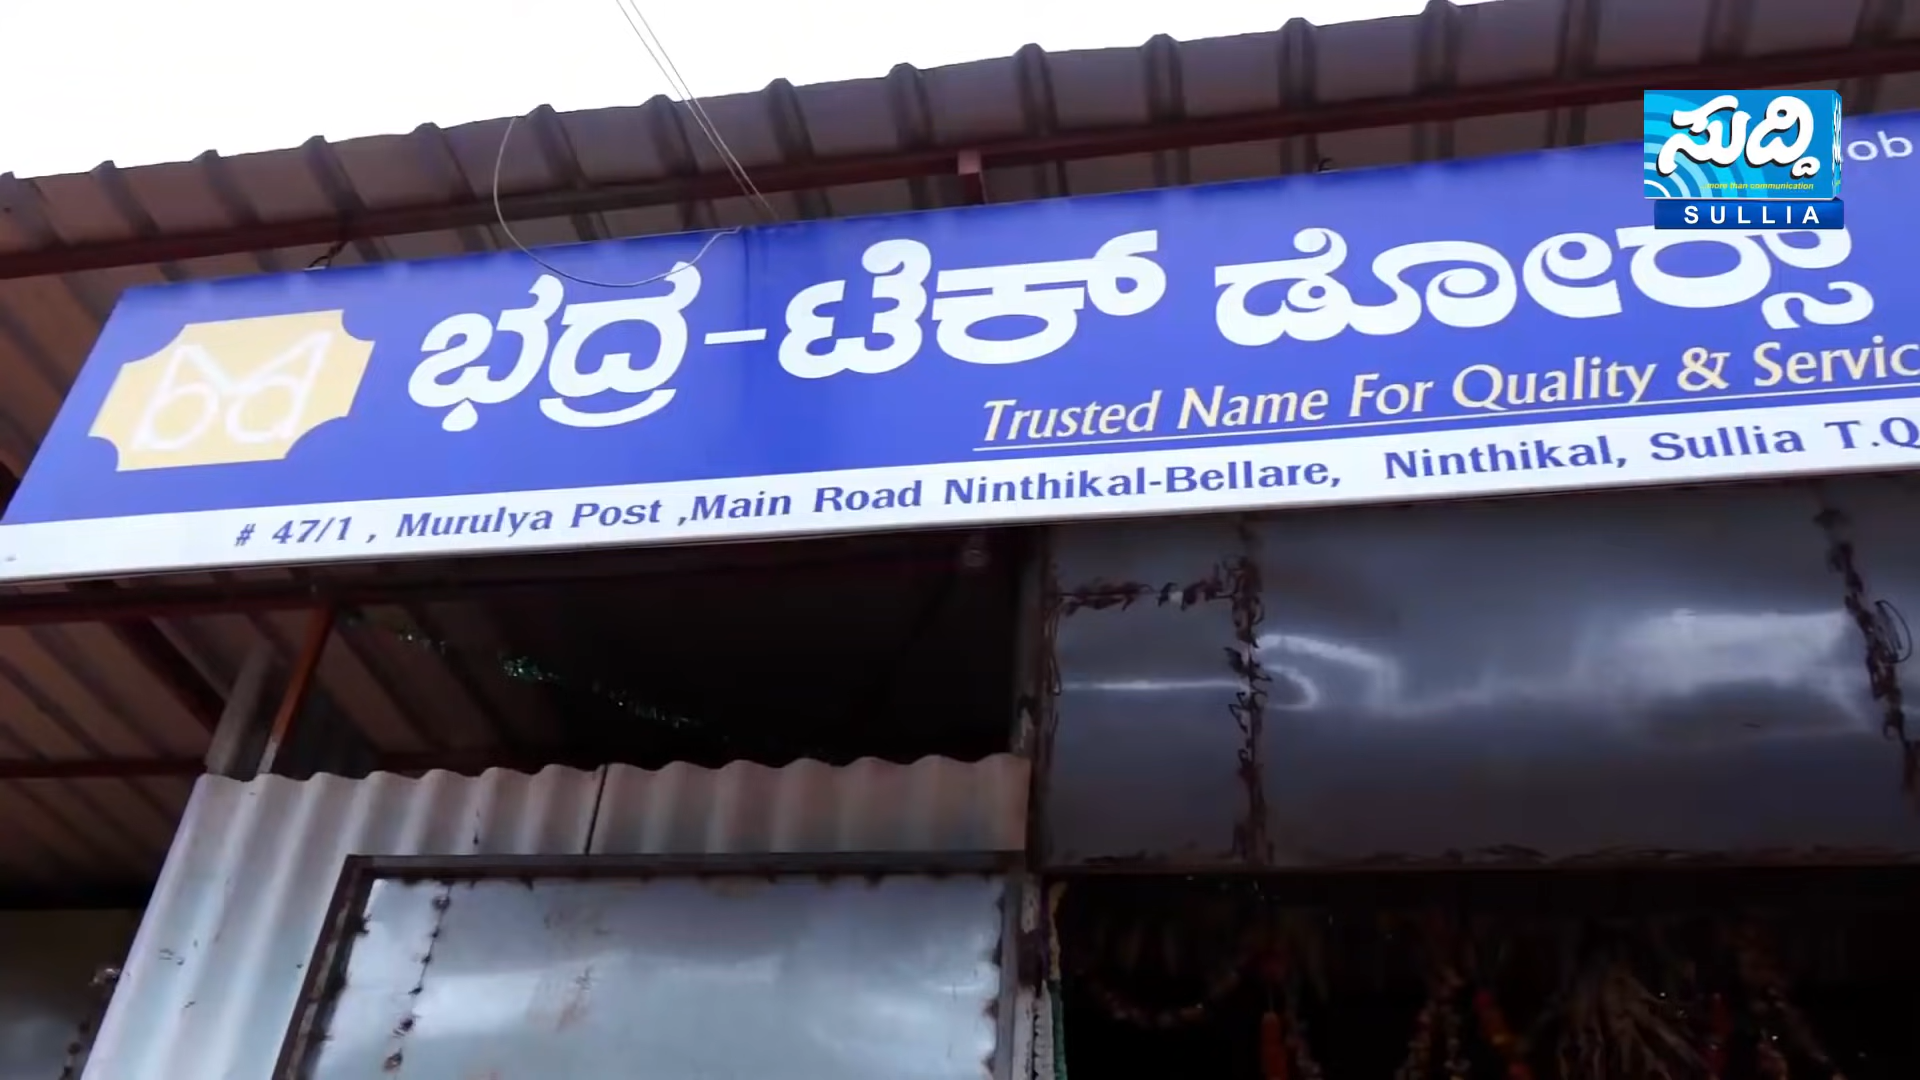 ಸುದ್ದಿ
...more than communication
SULLIA
ob
ಭದ್ರ-ಟೆಕ್ ಡೋರ್ಸ್
Trusted Name For Quality & Servic
# 47/1 , Murulya Post ,Main Road Ninthikal-Bellare, Ninthikal, Sullia T.Q